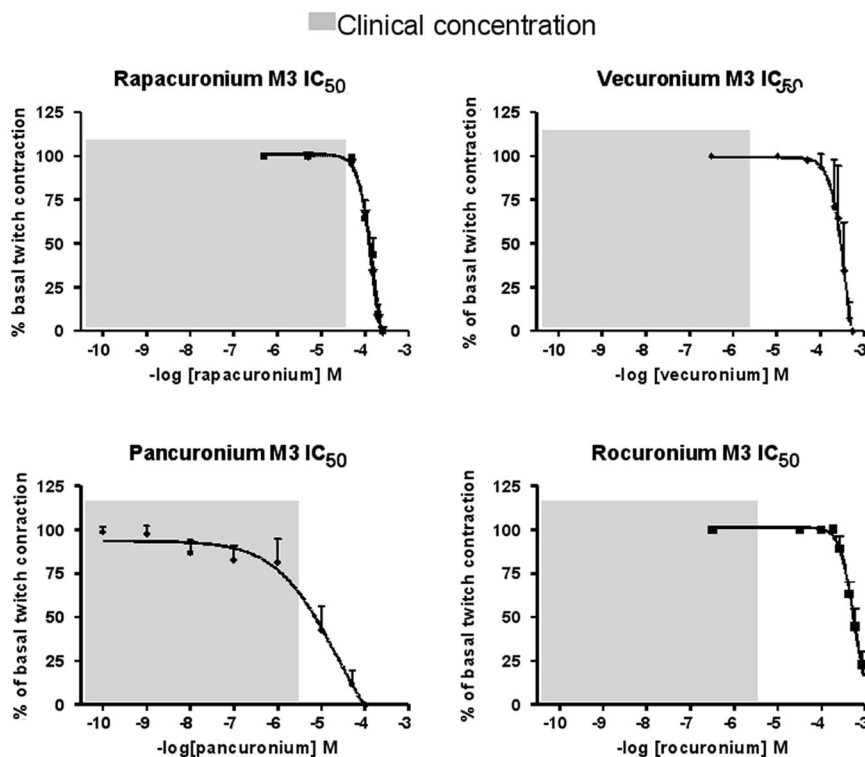 Clinical concentration
Rapacuronium M3 IC50
% basal twitch contraction
125
100
75
50
25
0
-10 -9 -8 -7 -6 -5 -4 -3
-log [rapacuronium] M
Vecuronium M3 IC50
% of basal twitch contraction
125
100
75
50
25
0
-10 -9 -8 -7 -6 -5 -4 -3
-log [vecuronium] M
Pancuronium M3 IC50
% of basal twitch contraction
125
100
75
50
25
0
-10 -9 -8 -7 -6 -5 -4 -3
-log[pancuronium] M
Rocuronium M3 IC50
% of basal twitch contraction
125
100
75
50
25
0
-10 -9 -8 -7 -6 -5 -4 -3
-log [rocuronium] M